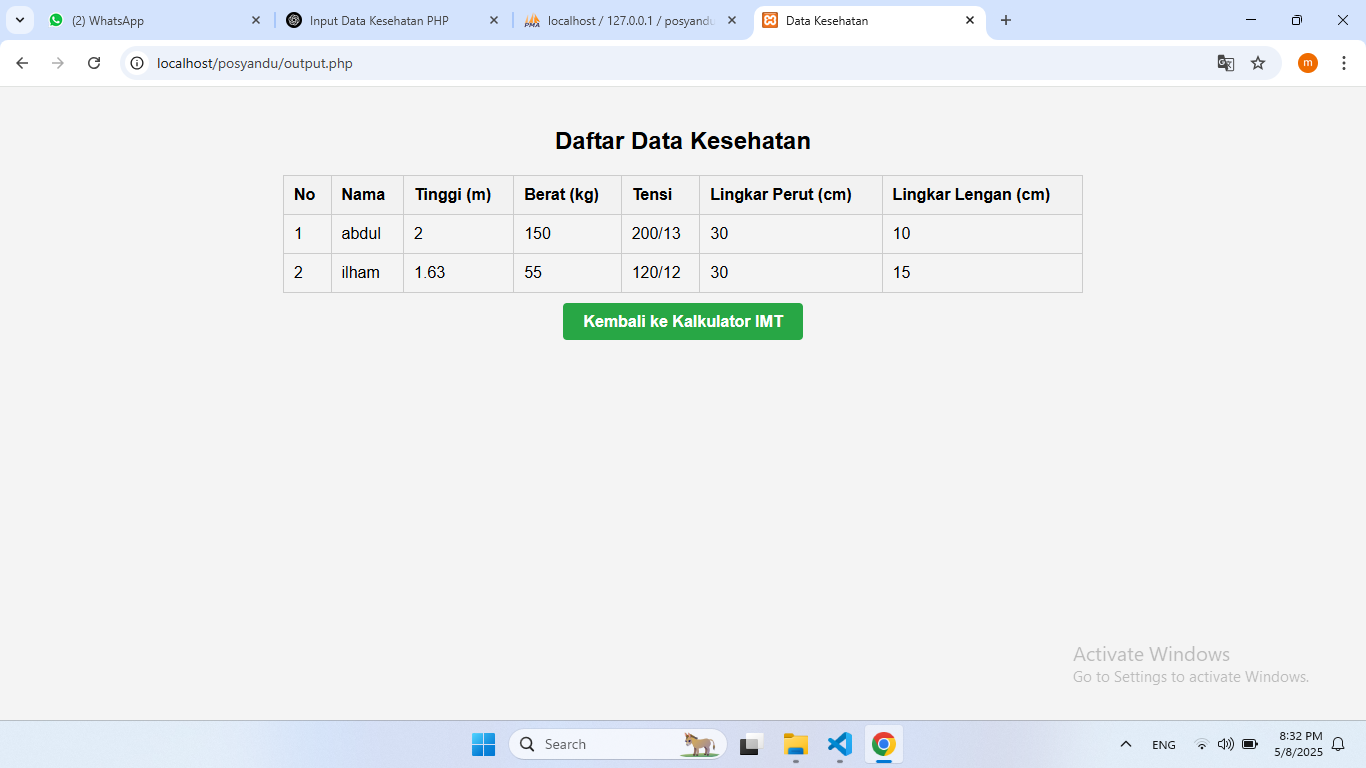 (2) WhatsApp
Input Data Kesehatan PHP
localhost / 127.0.0.1 / posyandu
Data Kesehatan
localhost/posyandu/output.php
m
Daftar Data Kesehatan
No Nama Tinggi (m) Berat (kg) Tensi Lingkar Perut (cm) Lingkar Lengan (cm)
1 abdul 2 150 200/13 30 10
2 ilham 1.63 55 120/12 30 15
Kembali ke Kalkulator IMT
Activate Windows
Go to Settings to activate Windows.
Search
ENG
8:32 PM
5/8/2025